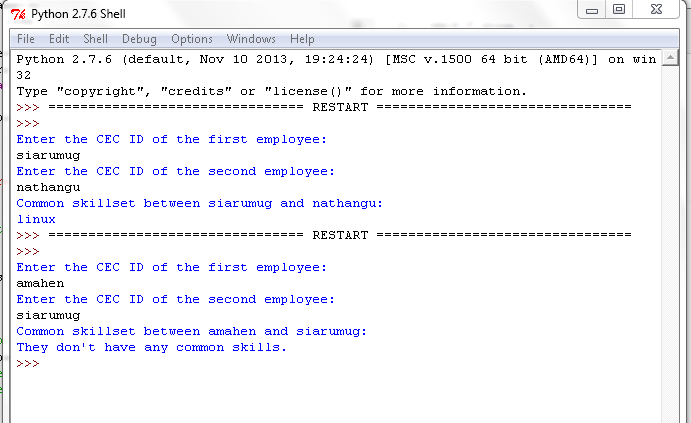 Python 2.7.6 Shell
File Edit Shell Debug Options Windows Help
Python 2.7.6 (default, Nov 10 2013, 19:24:24) [MSC v.1500 64 bit (AMD64)] on win
32
Type "copyright", "credits" or "license()" for more information.
>>> ================================ RESTART ================================
>>>
Enter the CEC ID of the first employee:
siarumug
Enter the CEC ID of the second employee:
nathangu
Common skillset between siarumug and nathangu:
linux
>>> ================================ RESTART ================================
>>>
Enter the CEC ID of the first employee:
amahen
Enter the CEC ID of the second employee:
siarumug
Common skillset between amahen and siarumug:
They don't have any common skills.
>>>